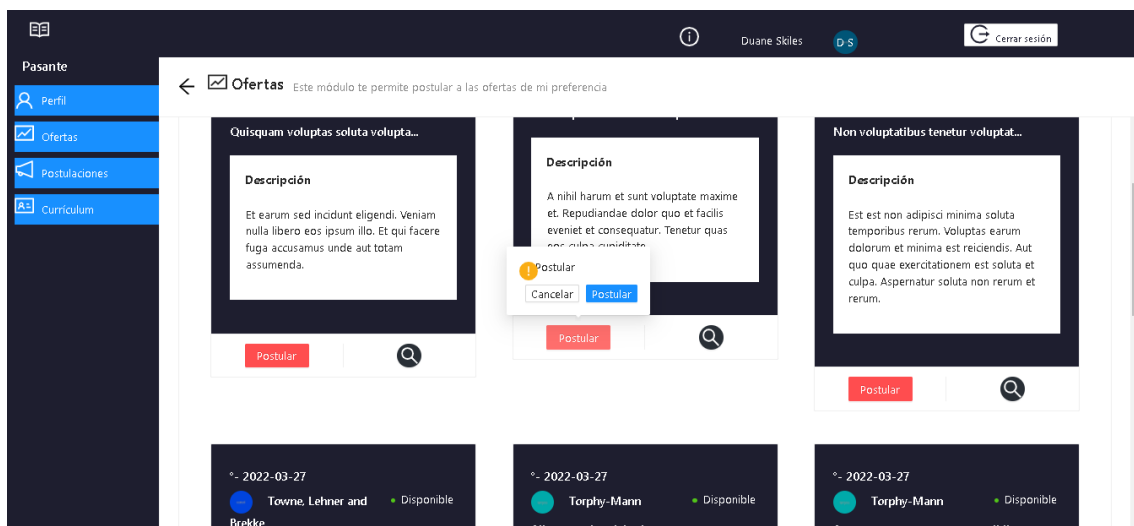 Duane Skiles
D S
Cerrar sesión
Pasante
Perfil
Ofertas
Postulaciones
Currículum
Ofertas Este módulo te permite postular a las ofertas de mi preferencia
Quisquam voluptas soluta volupta...
Descripción
Et earum sed incidunt eligendi. Veniam
nulla libero eos ipsum illo. Et qui facere
fuga accusamus unde aut totam
assumenda.
Postular
Descripción
A nihil harum et sunt voluptate maxime
et. Repudiandae dolor quo et facilis
eveniet et consequatur. Tenetur quas
eos culpa cupiditate
Postular
Cancelar Postular
Postular
Non voluptatibus tenetur voluptat...
Descripción
Est est non adipisci minima soluta
temporibus rerum. Voluptas earum
dolorum et minima est reiciendis. Aut
quo quae exercitationem est soluta et
culpa. Aspernatur soluta non rerum et
rerum.
Postular
°- 2022-03-27
Towne, Lehner and
Brekke
Disponible
°- 2022-03-27
Torphy-Mann
Disponible
°- 2022-03-27
Torphy-Mann
Disponible